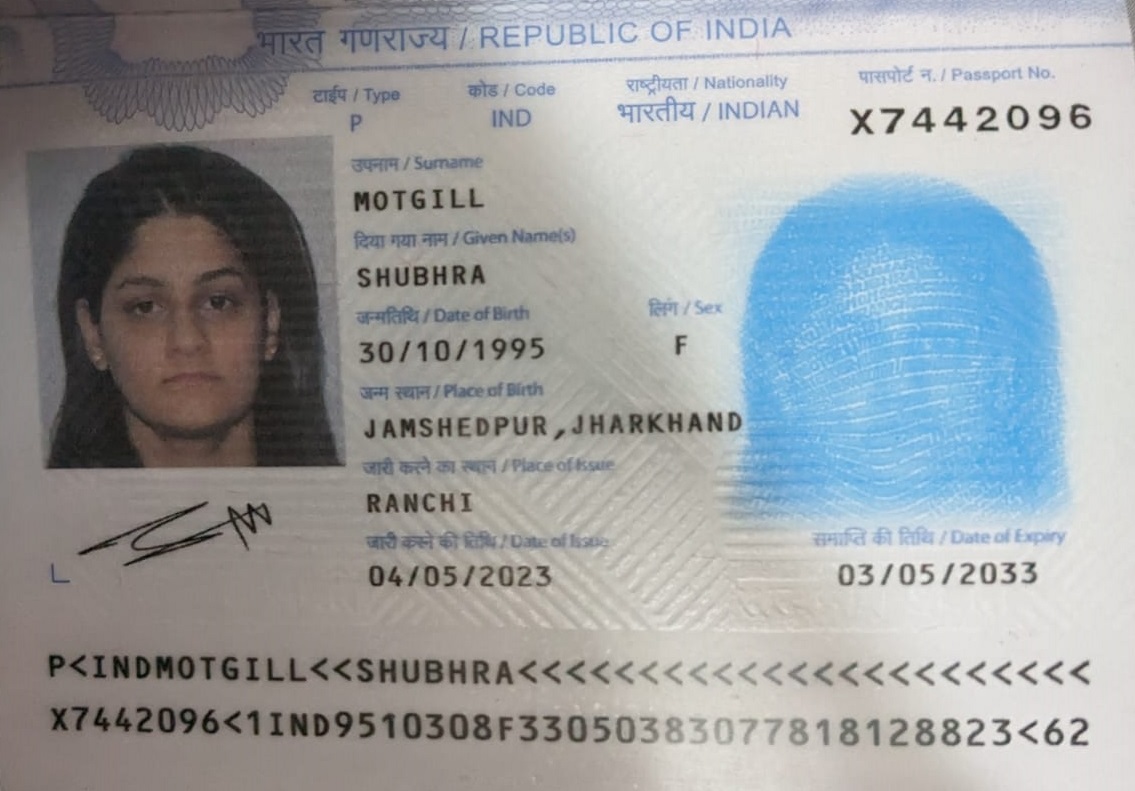 भारत गणराज्य / REPUBLIC OF INDIA
टाईप / Type कोड / Code राष्ट्रीयता / Nationality पासपोर्ट न. / Passport No.
P IND भारतीय / INDIAN X7442096
उपनाम / Surname
MOTGILL
दिया गया नाम / Given Name(s)
SHUBHRA
जन्मतिथि / Date of Birth लिंग / Sex
30/10/1995 F
जन्म स्थान / Place of Birth
JAMSHEDPUR,JHARKHAND
जारी करने का स्थान / Place of Issue
RANCHI
जारी करने की तिथि / Date of Issue समाप्ति की तिथि / Date of Expiry
04/05/2023 03/05/2033
P<INDMOTGILL<<SHUBHRA<<<<<<<<<<<<<<<<<<<<<<<
X7442096<1IND9510308F33050383077818128823<62